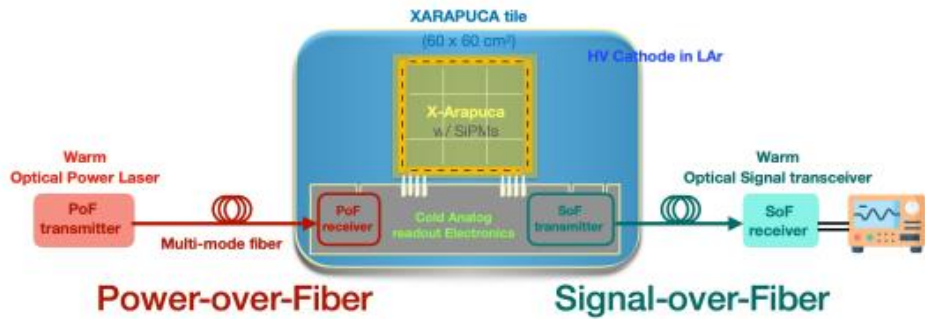 XARAPUCA tile
(60 x 60 cm²)
HV Cathode in LAr
X-Arapuca
w/ SiPMs
Warm
Optical Power Laser
PoF
transmitter
Multi-mode fiber
PoF
receiver
Cold Analog
readout Electronics
SoF
transmitter
Warm
Optical Signal transceiver
SoF
receiver
Power-over-Fiber
Signal-over-Fiber